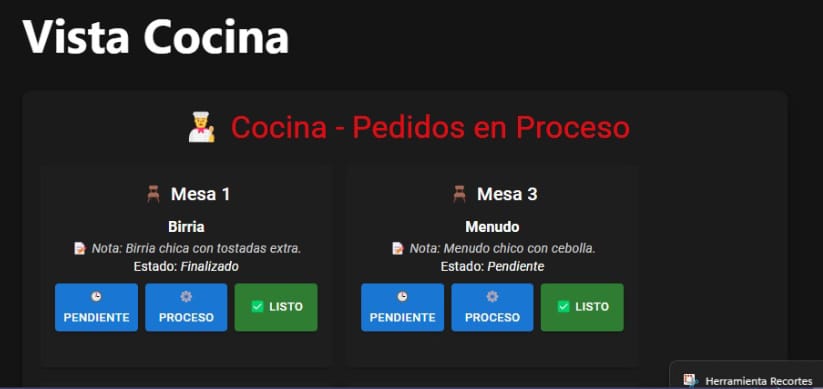 Vista Cocina
Cocina - Pedidos en Proceso
Mesa 1
Birria
Nota: Birria chica con tostadas extra.
Estado: Finalizado
PENDIENTE
PROCESO
LISTO
Mesa 3
Menudo
Nota: Menudo chico con cebolla.
Estado: Pendiente
PENDIENTE
PROCESO
LISTO
Herramienta Recortes